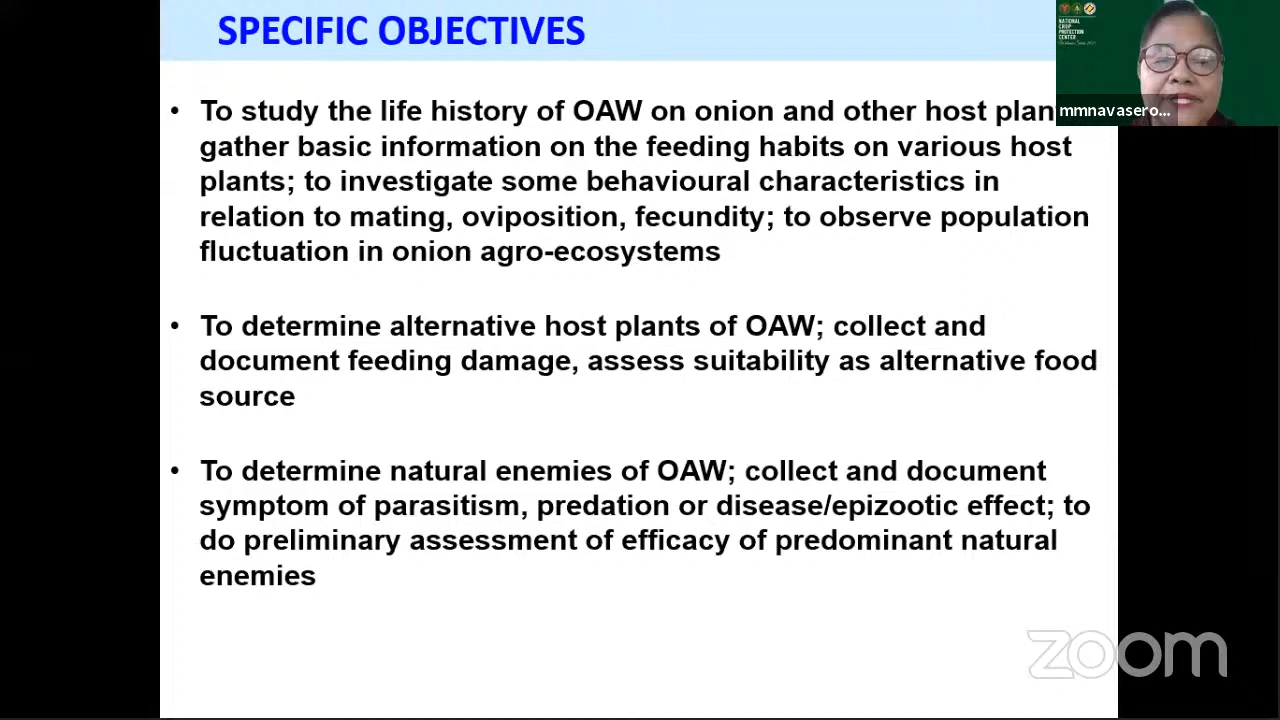 SPECIFIC OBJECTIVES
NATIONAL
CROP
PROTECTION
CENTER
mmnavasero...
• To study the life history of OAW on onion and other host plan
gather basic information on the feeding habits on various host
plants; to investigate some behavioural characteristics in
relation to mating, oviposition, fecundity; to observe population
fluctuation in onion agro-ecosystems
• To determine alternative host plants of OAW; collect and
document feeding damage, assess suitability as alternative food
source
• To determine natural enemies of OAW; collect and document
symptom of parasitism, predation or disease/epizootic effect; to
do preliminary assessment of efficacy of predominant natural
enemies
zoom